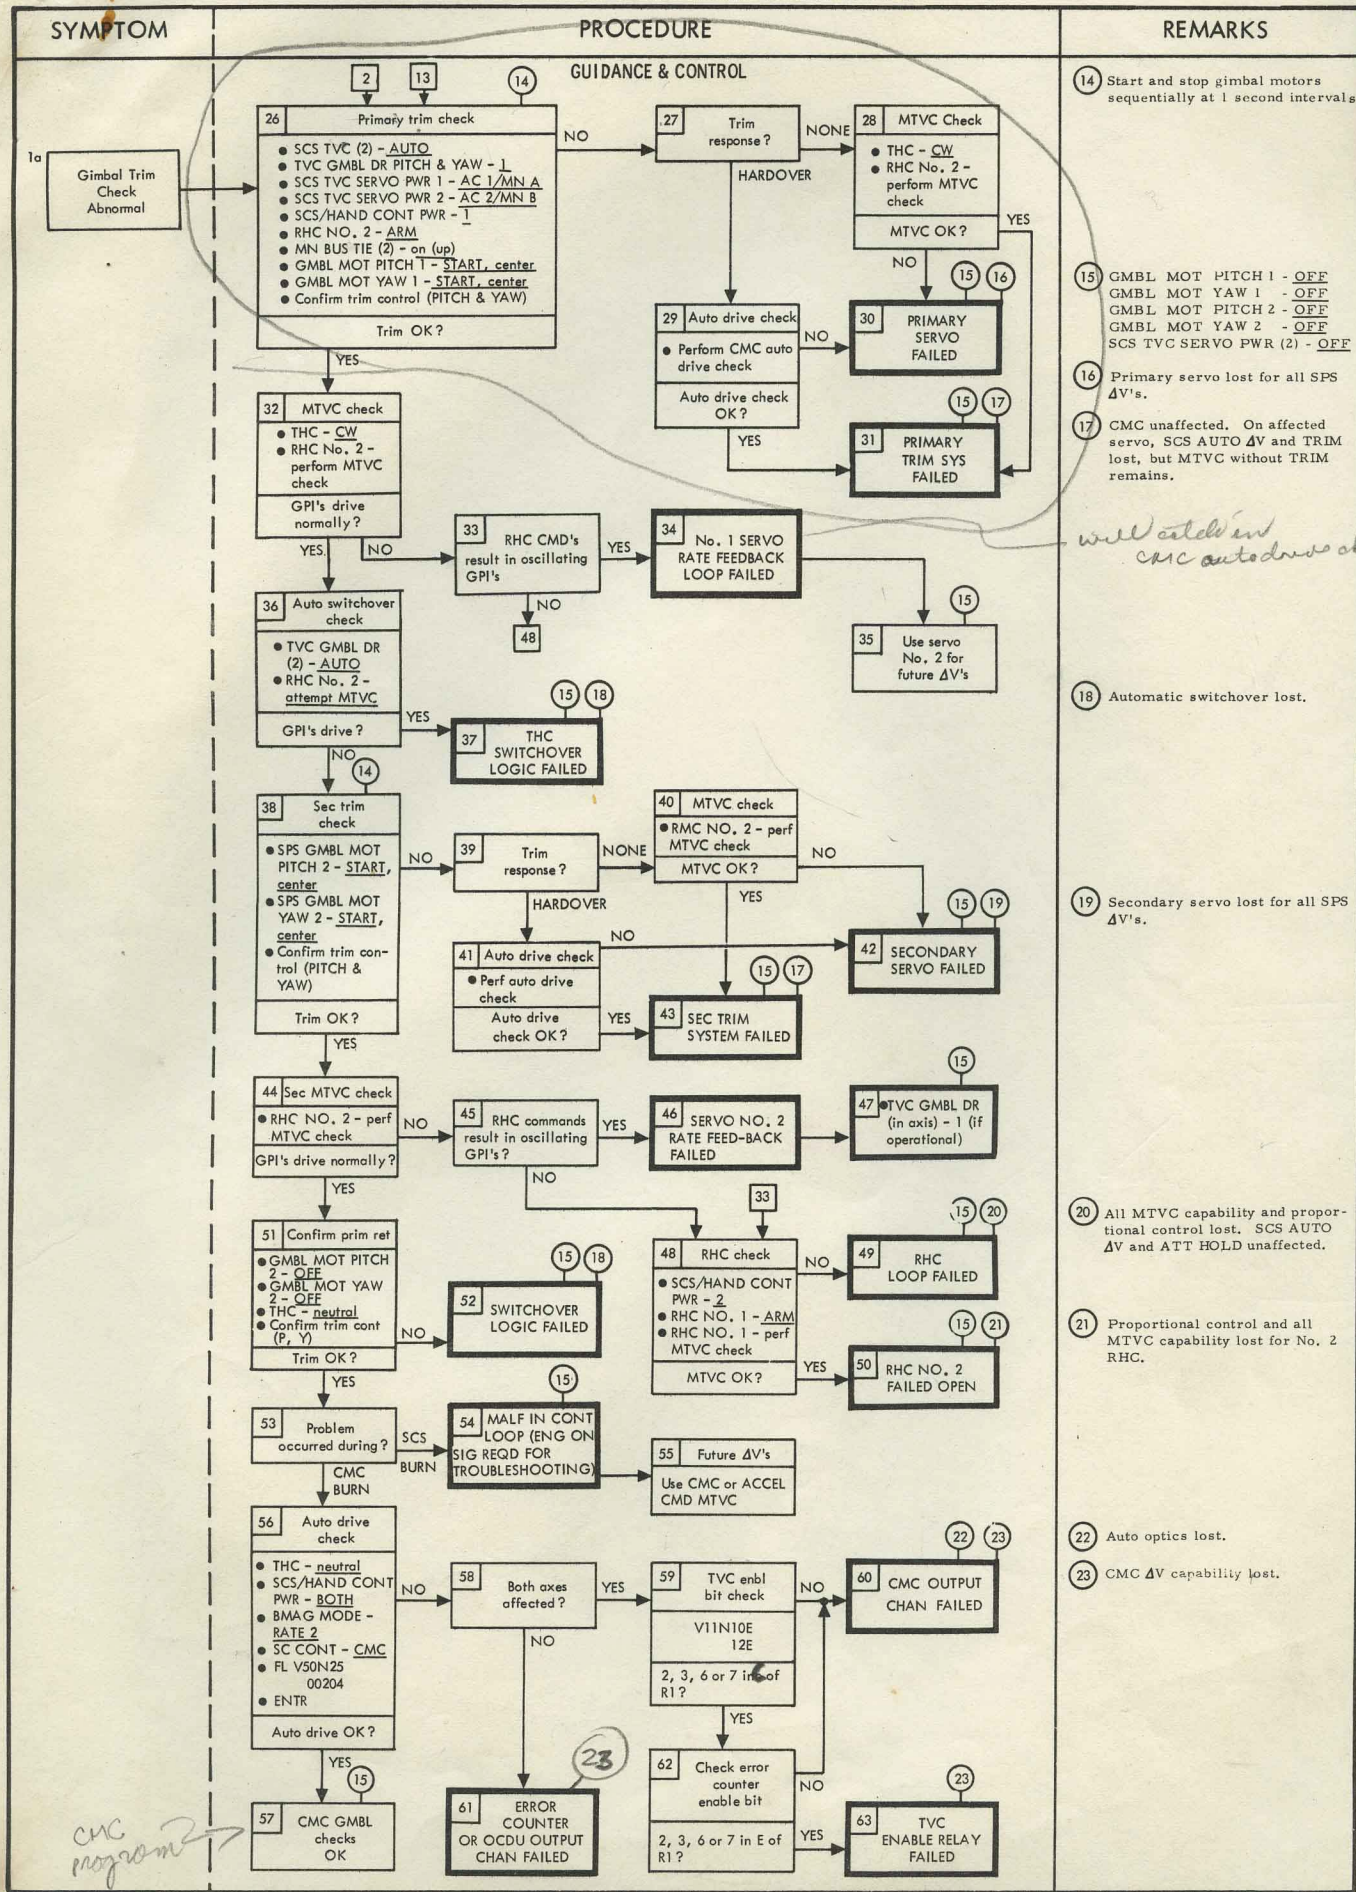 SYMPTOM
PROCEDURE
REMARKS
GUIDANCE & CONTROL
1a
Gimbal Trim
Check
Abnormal
2
13
14
26 Primary trim check
● SCS TVC (2) - AUTO
● TVC GMBL DR PITCH & YAW - 1
● SCS TVC SERVO PWR 1 - AC 1/MN A
● SCS TVC SERVO PWR 2 - AC 2/MN B
● SCS/HAND CONT PWR - 1
● RHC NO. 2 - ARM
● MN BUS TIE (2) - on (up)
● GMBL MOT PITCH 1 - START, center
● GMBL MOT YAW 1 - START, center
● Confirm trim control (PITCH & YAW)
Trim OK?
NO
YES
27 Trim
response?
NONE
HARDOVER
28 MTVC Check
● THC - CW
● RHC No. 2 -
perform MTVC
check
MTVC OK?
YES
NO
29 Auto drive check
● Perform CMC auto
drive check
Auto drive check
OK?
NO
YES
15 16
30 PRIMARY
SERVO
FAILED
15 17
31 PRIMARY
TRIM SYS
FAILED
32 MTVC check
● THC - CW
● RHC No. 2 -
perform MTVC
check
GPI's drive
normally?
YES
NO
33 RHC CMD's
result in oscillating
GPI's
YES
NO
48
34 No. 1 SERVO
RATE FEEDBACK
LOOP FAILED
15
35 Use servo
No. 2 for
future ΔV's
36 Auto switchover
check
● TVC GMBL DR
(2) - AUTO
● RHC No. 2 -
attempt MTVC
GPI's drive?
YES
NO
15 18
37 THC
SWITCHOVER
LOGIC FAILED
14
38 Sec trim
check
● SPS GMBL MOT
PITCH 2 - START,
center
● SPS GMBL MOT
YAW 2 - START,
center
● Confirm trim con-
trol (PITCH &
YAW)
Trim OK?
NO
YES
39 Trim
response?
NONE
HARDOVER
40 MTVC check
● RMC NO. 2 - perf
MTVC check
MTVC OK?
NO
YES
41 Auto drive check
● Perf auto drive
check
Auto drive
check OK?
NO
YES
15 19
42 SECONDARY
SERVO FAILED
15 17
43 SEC TRIM
SYSTEM FAILED
44 Sec MTVC check
● RHC NO. 2 - perf
MTVC check
GPI's drive normally?
NO
YES
45 RHC commands
result in oscillating
GPI's?
YES
NO
46 SERVO NO. 2
RATE FEED-BACK
FAILED
15
47 ● TVC GMBL DR
(in axis) - 1 (if
operational)
33
48 RHC check
● SCS/HAND CONT
PWR - 2
● RHC NO. 1 - ARM
● RHC NO. 1 - perf
MTVC check
MTVC OK?
NO
YES
15 20
49 RHC
LOOP FAILED
15 21
50 RHC NO. 2
FAILED OPEN
51 Confirm prim ret
● GMBL MOT PITCH
2 - OFF
● GMBL MOT YAW
2 - OFF
● THC - neutral
● Confirm trim cont
(P, Y)
Trim OK?
NO
YES
15 18
52 SWITCHOVER
LOGIC FAILED
53 Problem
occurred during?
SCS
BURN
CMC
BURN
15
54 MALF IN CONT
LOOP (ENG ON
SIG REQD FOR
TROUBLESHOOTING)
55 Future ΔV's
Use CMC or ACCEL
CMD MTVC
56 Auto drive
check
● THC - neutral
● SCS/HAND CONT
PWR - BOTH
● BMAG MODE -
RATE 2
● SC CONT - CMC
● FL V50N25
00204
● ENTR
Auto drive OK?
NO
YES
15
57 CMC GMBL
checks
OK
58 Both axes
affected?
YES
NO
59 TVC enbl
bit check
V11N10E
12E
2, 3, 6 or 7 in 6 of
R1?
NO
YES
22 23
60 CMC OUTPUT
CHAN FAILED
23
61 ERROR
COUNTER
OR OCDU OUTPUT
CHAN FAILED
62 Check error
counter
enable bit
2, 3, 6 or 7 in E of
R1?
NO
YES
23
63 TVC
ENABLE RELAY
FAILED
CMC
program?
14 Start and stop gimbal motors
sequentially at 1 second intervals
15 GMBL MOT PITCH 1 - OFF
GMBL MOT YAW 1 - OFF
GMBL MOT PITCH 2 - OFF
GMBL MOT YAW 2 - OFF
SCS TVC SERVO PWR (2) - OFF
16 Primary servo lost for all SPS
ΔV's.
17 CMC unaffected. On affected
servo, SCS AUTO ΔV and TRIM
lost, but MTVC without TRIM
remains.
will catch in
CMC autodrive
18 Automatic switchover lost.
19 Secondary servo lost for all SPS
ΔV's.
20 All MTVC capability and propor-
tional control lost. SCS AUTO
ΔV and ATT HOLD unaffected.
21 Proportional control and all
MTVC capability lost for No. 2
RHC.
22 Auto optics lost.
23 CMC ΔV capability lost.